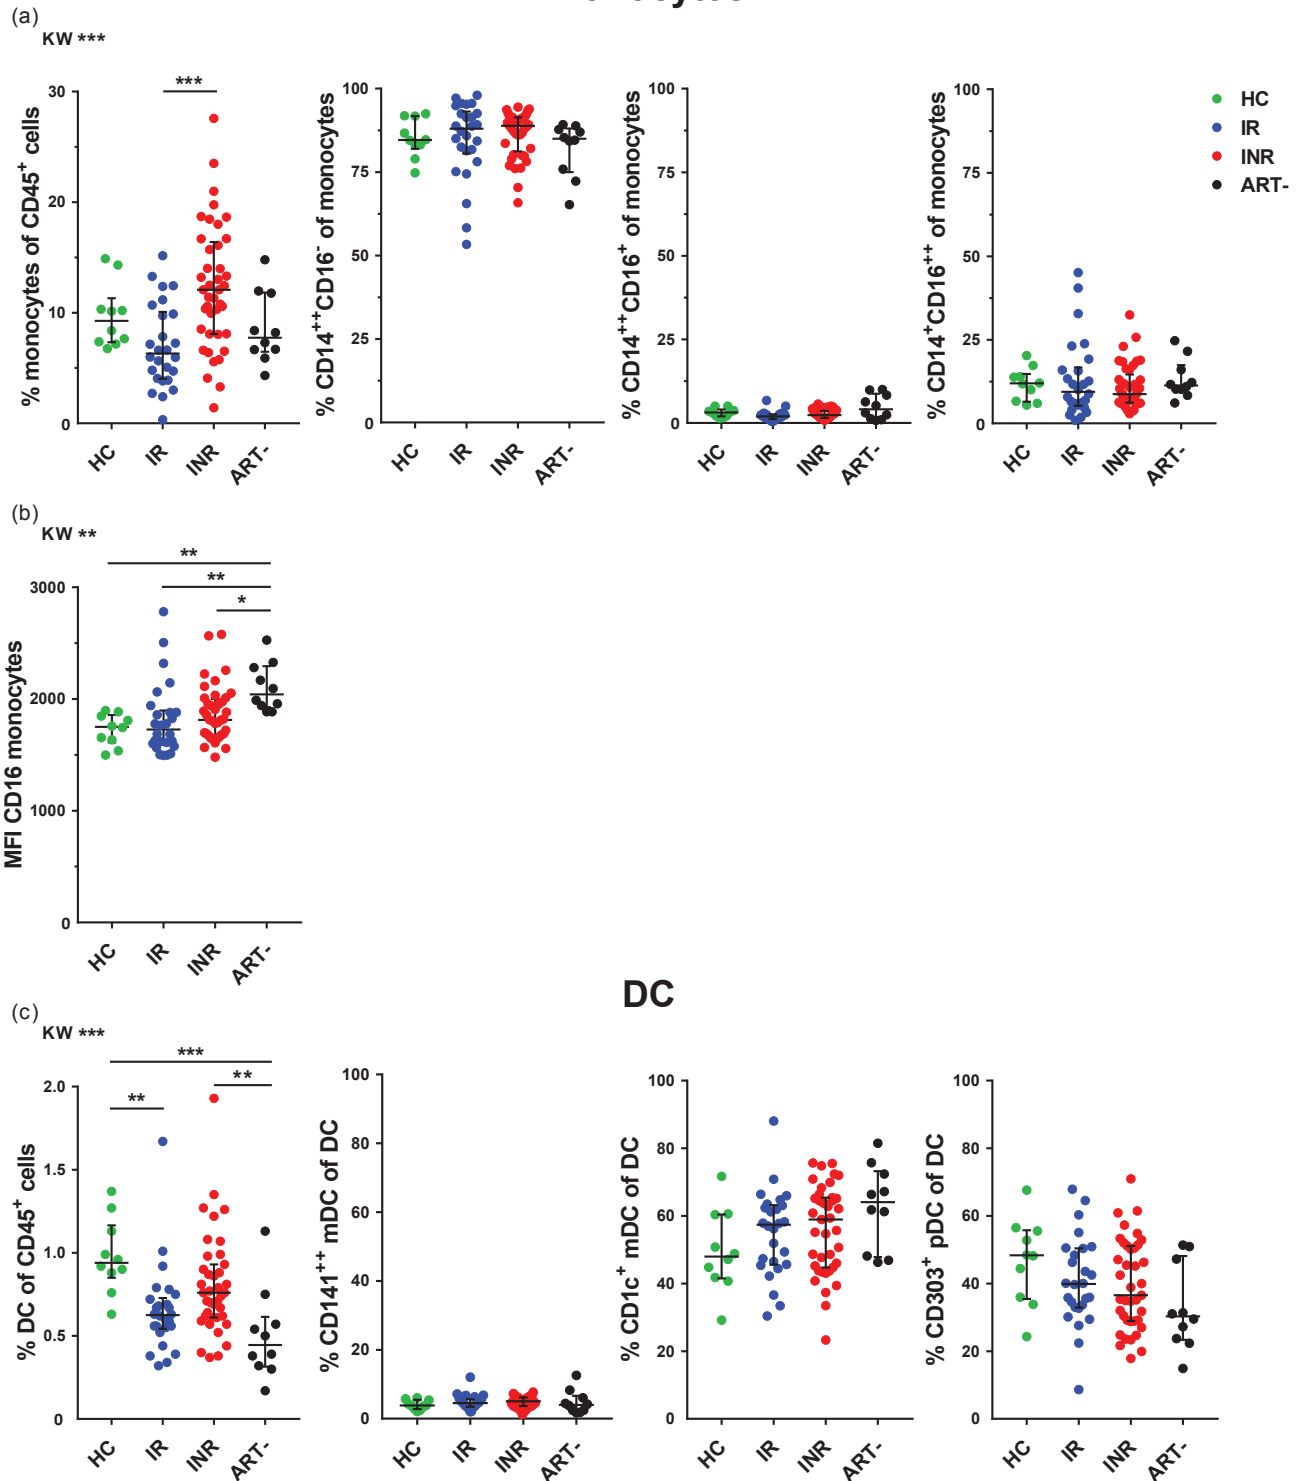 (a)
KW ***
***
% monocytes of CD45⁺ cells
30
20
10
0
HC
IR
INR
ART-
% CD14⁺⁺CD16⁻ of monocytes
100
75
50
25
0
HC
IR
INR
ART-
% CD14⁺⁺CD16⁺ of monocytes
100
75
50
25
0
HC
IR
INR
ART-
% CD14⁺CD16⁺⁺ of monocytes
100
75
50
25
0
HC
IR
INR
ART-
HC
IR
INR
ART-
(b)
KW **
**
**
*
MFI CD16 monocytes
3000
2000
1000
0
HC
IR
INR
ART-
DC
(c)
KW ***
***
**
**
% DC of CD45⁺ cells
2.0
1.5
1.0
0.5
0
HC
IR
INR
ART-
% CD141⁺⁺ mDC of DC
100
80
60
40
20
0
HC
IR
INR
ART-
% CD1c⁺ mDC of DC
100
80
60
40
20
0
HC
IR
INR
ART-
% CD303⁺ pDC of DC
100
80
60
40
20
0
HC
IR
INR
ART-